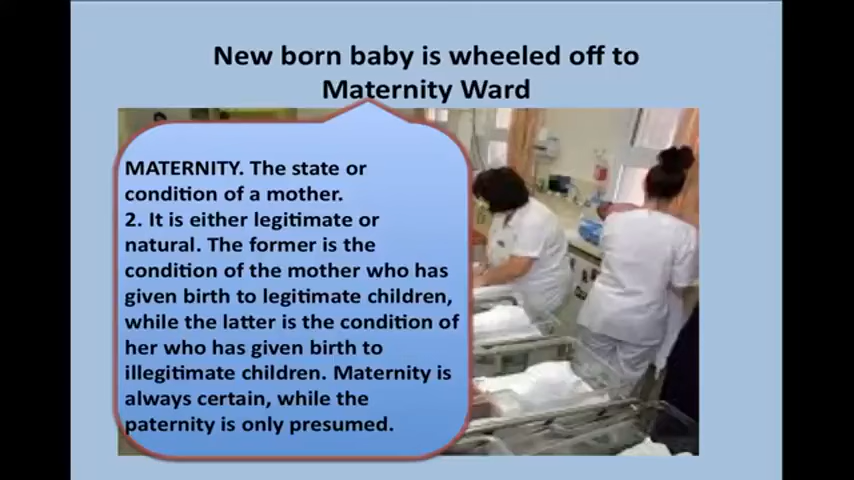 New born baby is wheeled off to
Maternity Ward
MATERNITY. The state or
condition of a mother.
2. It is either legitimate or
natural. The former is the
condition of the mother who has
given birth to legitimate children,
while the latter is the condition of
her who has given birth to
illegitimate children. Maternity is
always certain, while the
paternity is only presumed.